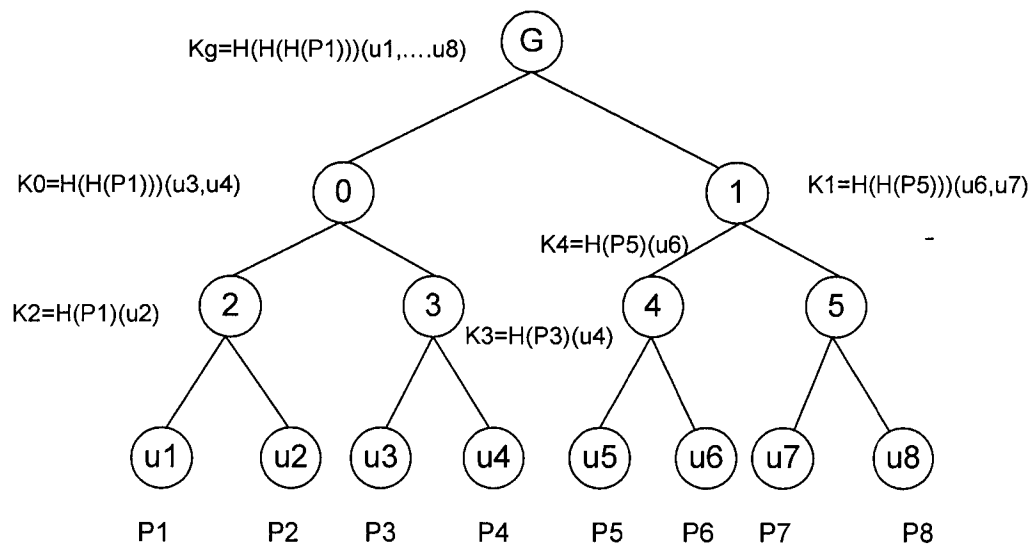 G
Kg=H(H(H(P1)))(u1,....u8)
K0=H(H(P1)))(u3,u4)
0
1
K1=H(H(P5)))(u6,u7)
K4=H(P5)(u6)
K2=H(P1)(u2)
2
3
4
5
K3=H(P3)(u4)
u1 u2 u3 u4 u5 u6 u7 u8
P1 P2 P3 P4 P5 P6 P7 P8